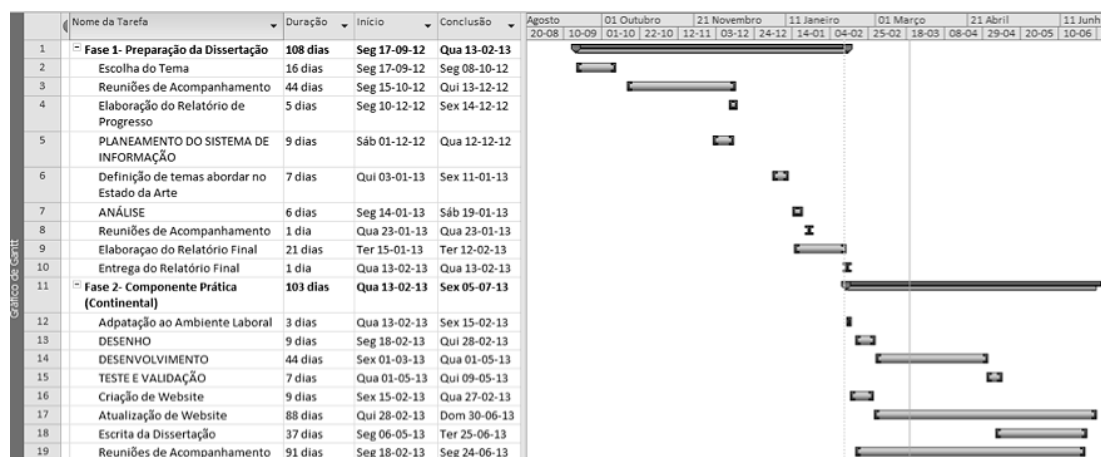 Nome da Tarefa Duração Início Conclusão Agosto 01 Outubro 21 Novembro 11 Janeiro 01 Março 21 Abril 11 Junh
20-08 10-09 01-10 22-10 12-11 03-12 24-12 14-01 04-02 25-02 18-03 08-04 29-04 20-05 10-06
1 Fase 1- Preparação da Dissertação 108 dias Seg 17-09-12 Qua 13-02-13
2 Escolha do Tema 16 dias Seg 17-09-12 Seg 08-10-12
3 Reuniões de Acompanhamento 44 dias Seg 15-10-12 Qui 13-12-12
4 Elaboração do Relatório de 5 dias Seg 10-12-12 Sex 14-12-12
Progresso
5 PLANEAMENTO DO SISTEMA DE 9 dias Sáb 01-12-12 Qua 12-12-12
INFORMAÇÃO
6 Definição de temas abordar no 7 dias Qui 03-01-13 Sex 11-01-13
Estado da Arte
7 ANÁLISE 6 dias Seg 14-01-13 Sáb 19-01-13
8 Reuniões de Acompanhamento 1 dia Qua 23-01-13 Qua 23-01-13
9 Elaboraçao do Relatório Final 21 dias Ter 15-01-13 Ter 12-02-13
10 Entrega do Relatório Final 1 dia Qua 13-02-13 Qua 13-02-13
11 Fase 2- Componente Prática 103 dias Qua 13-02-13 Sex 05-07-13
(Continental)
12 Adpatação ao Ambiente Laboral 3 dias Qua 13-02-13 Sex 15-02-13
13 DESENHO 9 dias Seg 18-02-13 Qui 28-02-13
14 DESENVOLVIMENTO 44 dias Sex 01-03-13 Qua 01-05-13
15 TESTE E VALIDAÇÃO 7 dias Qua 01-05-13 Qui 09-05-13
16 Criação de Website 9 dias Sex 15-02-13 Qua 27-02-13
17 Atualização de Website 88 dias Qui 28-02-13 Dom 30-06-13
18 Escrita da Dissertação 37 dias Seg 06-05-13 Ter 25-06-13
19 Reuniões de Acompanhamento 91 dias Seg 18-02-13 Seg 24-06-13
Gráfico de Gantt